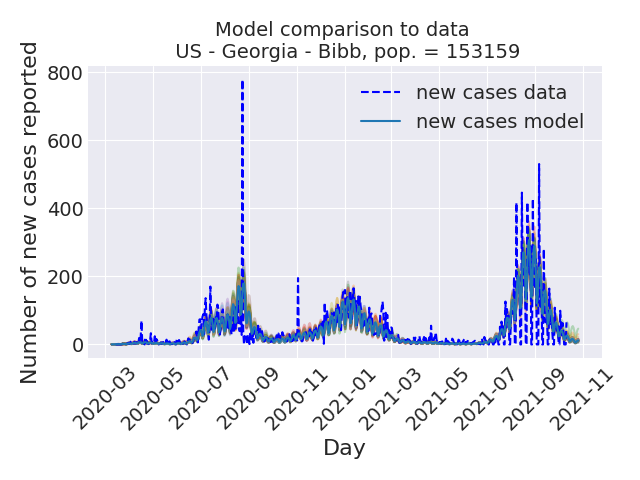 Model comparison to data
US - Georgia - Bibb, pop. = 153159
Number of new cases reported
800
600
400
200
0
new cases data
new cases model
2020-03
2020-05
2020-07
2020-09
2020-11
2021-01
2021-03
2021-05
2021-07
2021-09
2021-11
Day